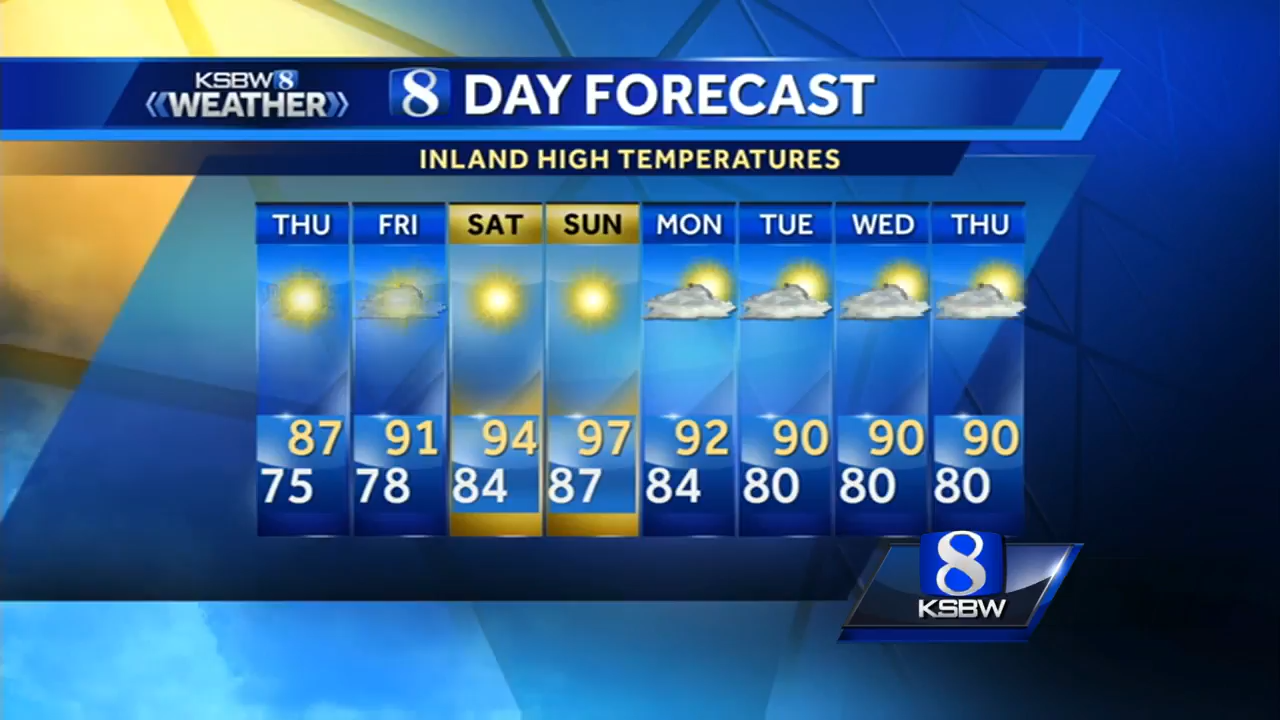 KSBW 8
WEATHER
8 DAY FORECAST
INLAND HIGH TEMPERATURES
THU FRI SAT SUN MON TUE WED THU
87 91 94 97 92 90 90 90
75 78 84 87 84 80 80 80
8
KSBW